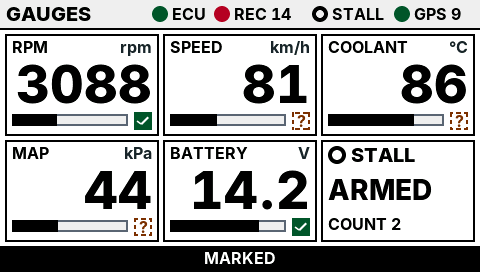 GAUGES ECU REC 14 STALL GPS 9
RPM rpm
3088
SPEED km/h
81
?
COOLANT °C
86
?
MAP kPa
44
?
BATTERY V
14.2
STALL
ARMED
COUNT 2
MARKED